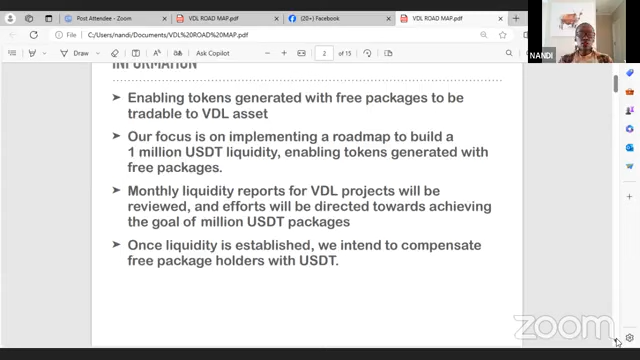 Post Attendee - Zoom
VDL ROAD MAP.pdf
(20+) Facebook
VDL ROAD MAP.pdf
File
C:/Users/nandi/Documents/VDL%20ROAD%20MAP.pdf
Draw
Ask Copilot
2
of 15
NANDI
INFORMATION
➤ Enabling tokens generated with free packages to be
tradable to VDL asset
➤ Our focus is on implementing a roadmap to build a
1 million USDT liquidity, enabling tokens generated with
free packages.
➤ Monthly liquidity reports for VDL projects will be
reviewed, and efforts will be directed towards achieving
the goal of million USDT packages
➤ Once liquidity is established, we intend to compensate
free package holders with USDT.
zoom